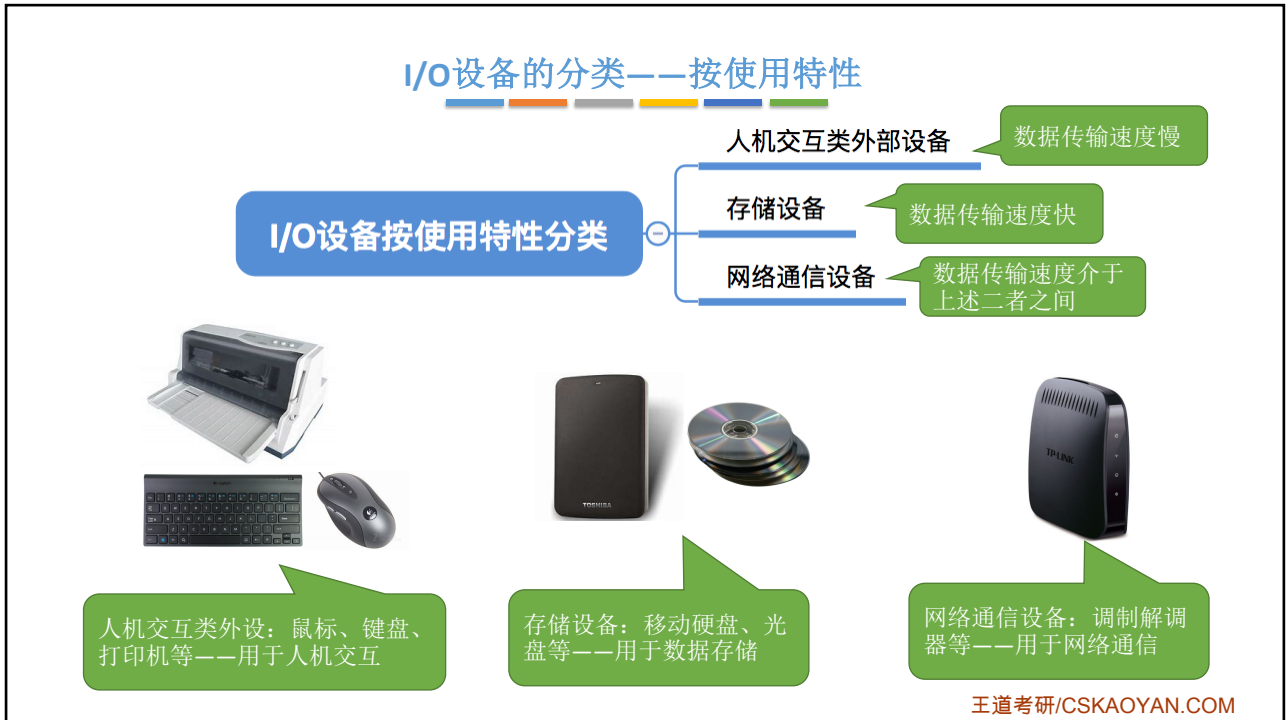 I/O设备的分类——按使用特性
人机交互类外部设备
数据传输速度慢
I/O设备按使用特性分类
存储设备
数据传输速度快
网络通信设备
数据传输速度介于
上述二者之间
TOSHIBA
TP-LINK
人机交互类外设：鼠标、键盘、
打印机等——用于人机交互
存储设备：移动硬盘、光
盘等——用于数据存储
网络通信设备：调制解调
器等——用于网络通信
王道考研/CSKAOYAN.COM